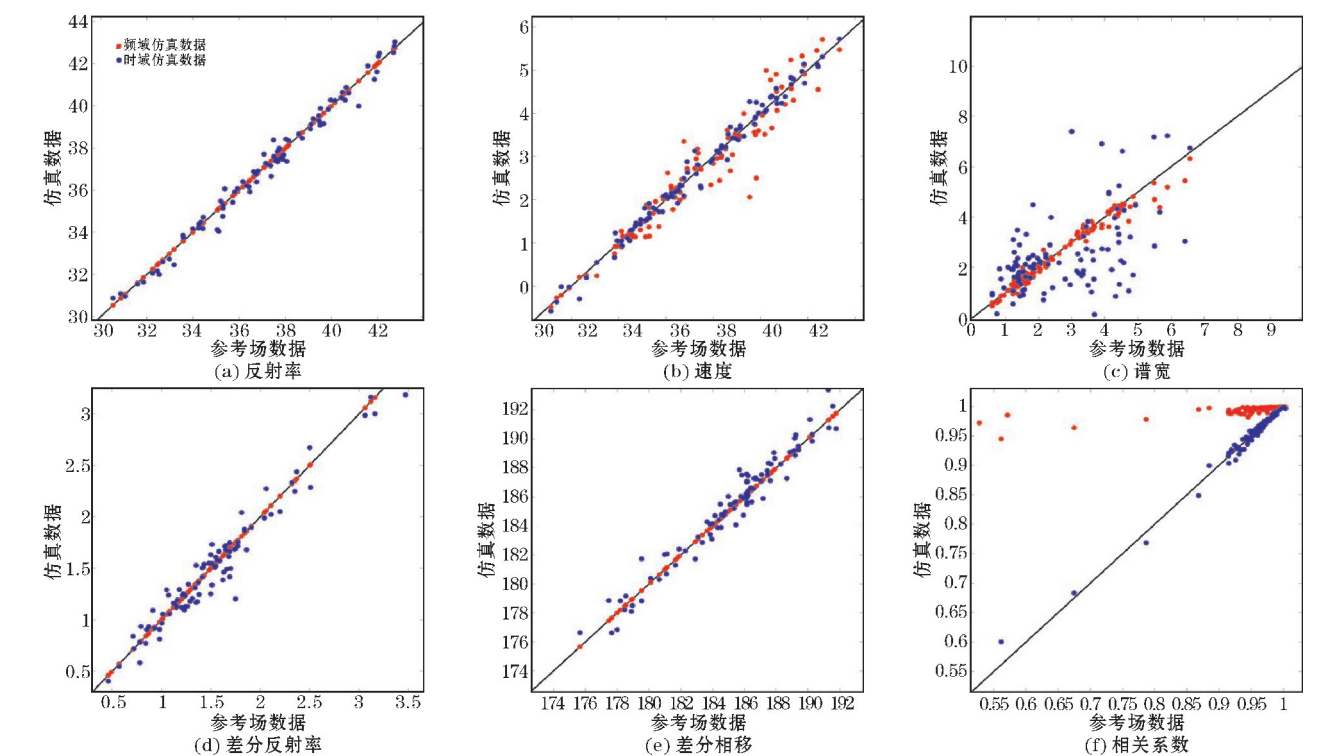 44
42
40
38
36
34
32
30
仿真数据
频域仿真数据
时域仿真数据
30 32 34 36 38 40 42
参考场数据
(a) 反射率
6
5
4
3
2
1
0
仿真数据
30 32 34 36 38 40 42
参考场数据
(b) 速度
10
8
6
4
2
0
仿真数据
0 1 2 3 4 5 6 7 8 9
参考场数据
(c) 谱宽
3
2.5
2
1.5
1
0.5
仿真数据
0.5 1 1.5 2 2.5 3 3.5
参考场数据
(d) 差分反射率
192
190
188
186
184
182
180
178
176
174
仿真数据
174 176 178 180 182 184 186 188 190 192
参考场数据
(e) 差分相移
1
0.95
0.9
0.85
0.8
0.75
0.7
0.65
0.6
0.55
仿真数据
0.55 0.6 0.65 0.7 0.75 0.8 0.85 0.9 0.95 1
参考场数据
(f) 相关系数